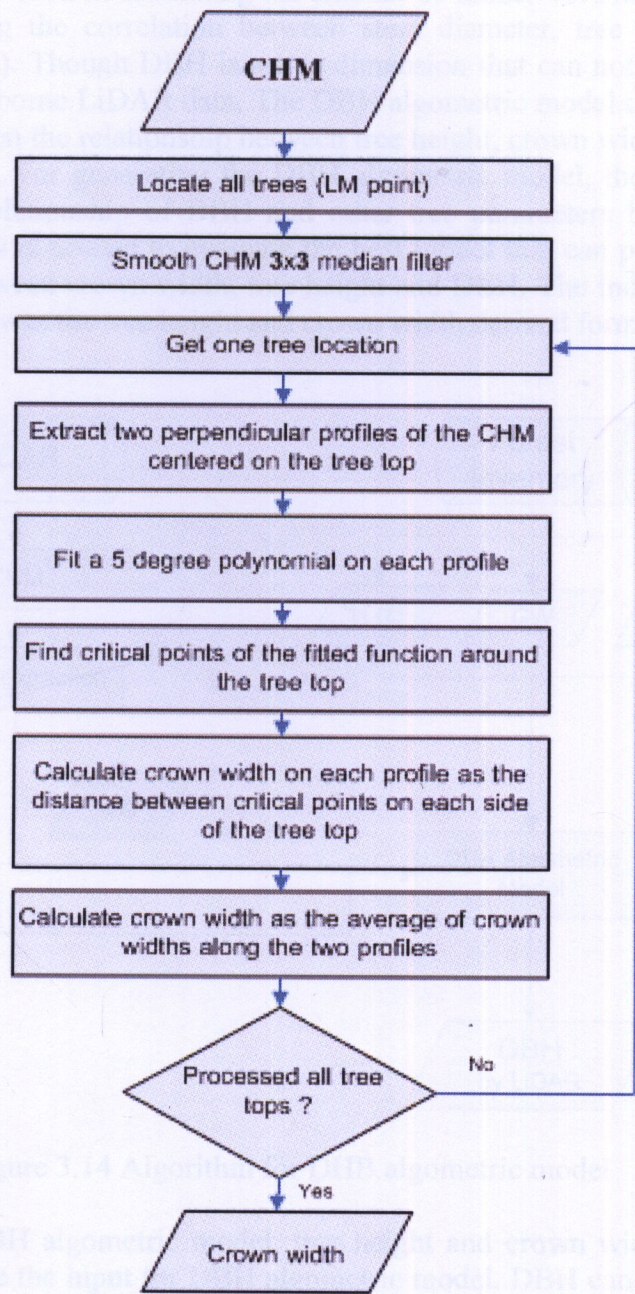 CHM
Locate all trees (LM point)
Smooth CHM 3x3 median filter
Get one tree location
Extract two perpendicular profiles of the CHM
centered on the tree top
Fit a 5 degree polynomial on each profile
Find critical points of the fitted function around
the tree top
Calculate crown width on each profile as the
distance between critical points on each side
of the tree top
Calculate crown width as the average of crown
widths along the two profiles
Processed all tree
tops ?
No
Yes
Crown width